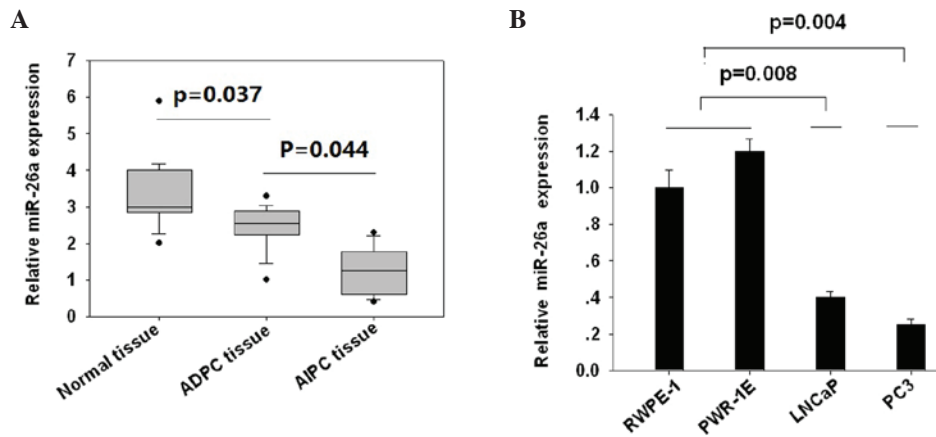 A
Relative miR-26a expression
7
6
5
4
3
2
1
0
p=0.037
P=0.044
Normal tissue
ADPC tissue
AIPC tissue
B
p=0.004
p=0.008
Relative miR-26a expression
1.4
1.2
1.0
.8
.6
.4
.2
0.0
RWPE-1
PWR-1E
LNCaP
PC3